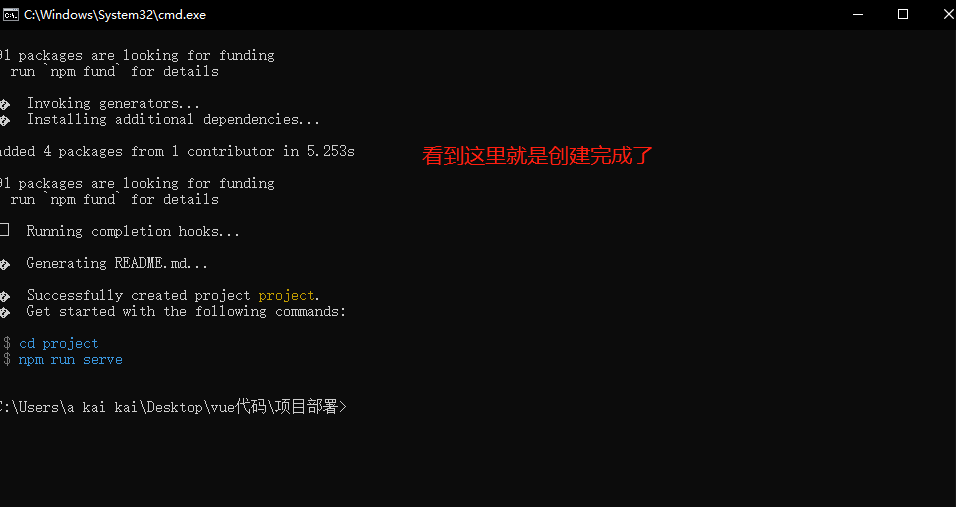 C:\Windows\System32\cmd.exe
91 packages are looking for funding
run `npm fund` for details
Invoking generators...
Installing additional dependencies...
added 4 packages from 1 contributor in 5.253s
看到这里就是创建完成了
91 packages are looking for funding
run `npm fund` for details
Running completion hooks...
Generating README.md...
Successfully created project project.
Get started with the following commands:
$ cd project
$ npm run serve
C:\Users\a kai kai\Desktop\vue代码\项目部署>